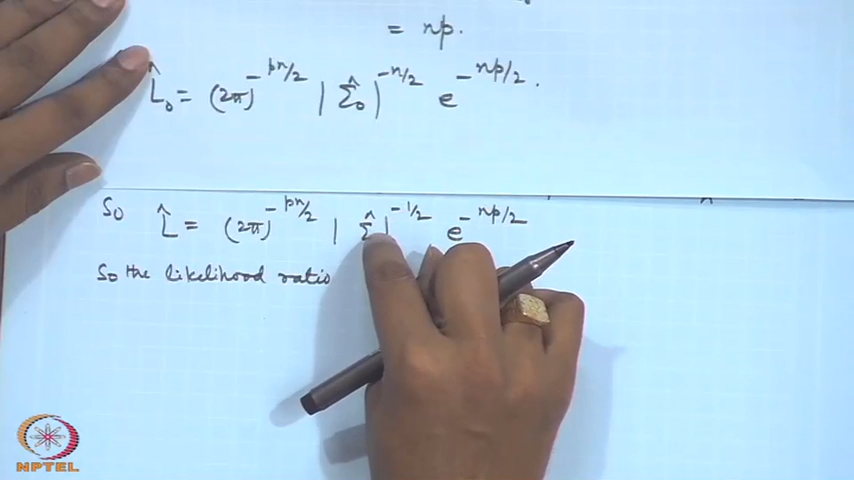 = np.
L̂₀ = (2π)^{-pn/2} | Σ̂₀ |^{-n/2} e^{-np/2}.
So L̂ = (2π)^{-pn/2} | Σ̂ |^{-1/2} e^{-np/2}
So the likelihood ratio
NPTEL